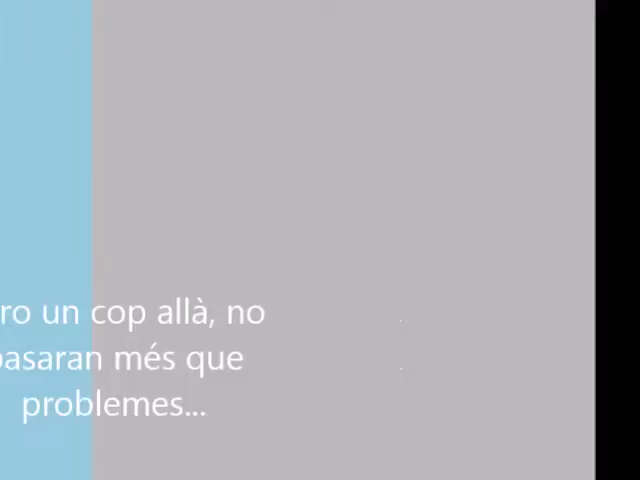 ro un cop allà, no
pasaran més que
problemes...